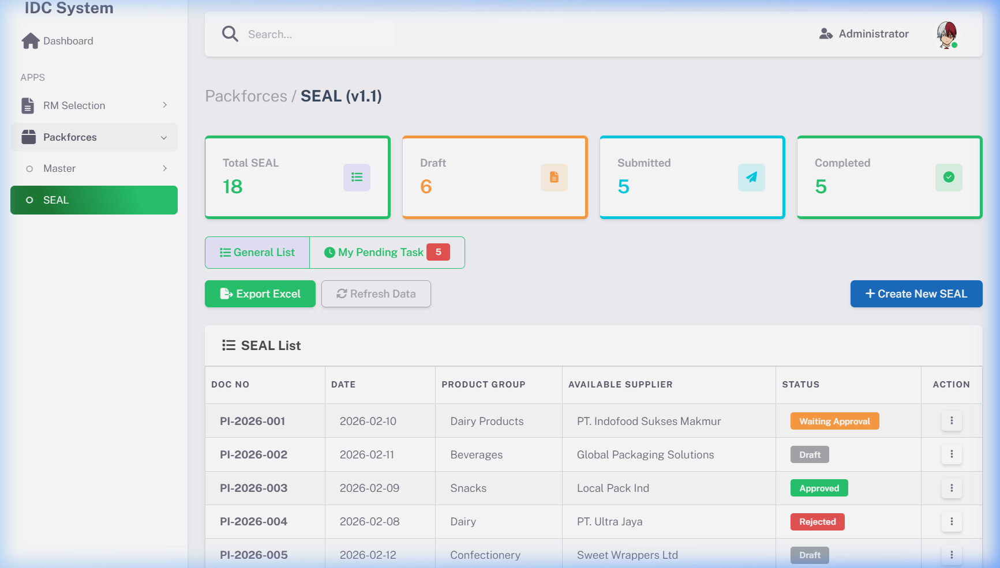 IDC System
Dashboard
APPS
RM Selection
Packforces
Master
SEAL
Search...
Administrator
Packforces / SEAL (v1.1)
Total SEAL
18
Draft
6
Submitted
5
Completed
5
General List
My Pending Task 5
Export Excel
Refresh Data
Create New SEAL
SEAL List
DOC NO DATE PRODUCT GROUP AVAILABLE SUPPLIER STATUS ACTION
PI-2026-001 2026-02-10 Dairy Products PT. Indofood Sukses Makmur Waiting Approval
PI-2026-002 2026-02-11 Beverages Global Packaging Solutions Draft
PI-2026-003 2026-02-09 Snacks Local Pack Ind Approved
PI-2026-004 2026-02-08 Dairy PT. Ultra Jaya Rejected
PI-2026-005 2026-02-12 Confectionery Sweet Wrappers Ltd Draft